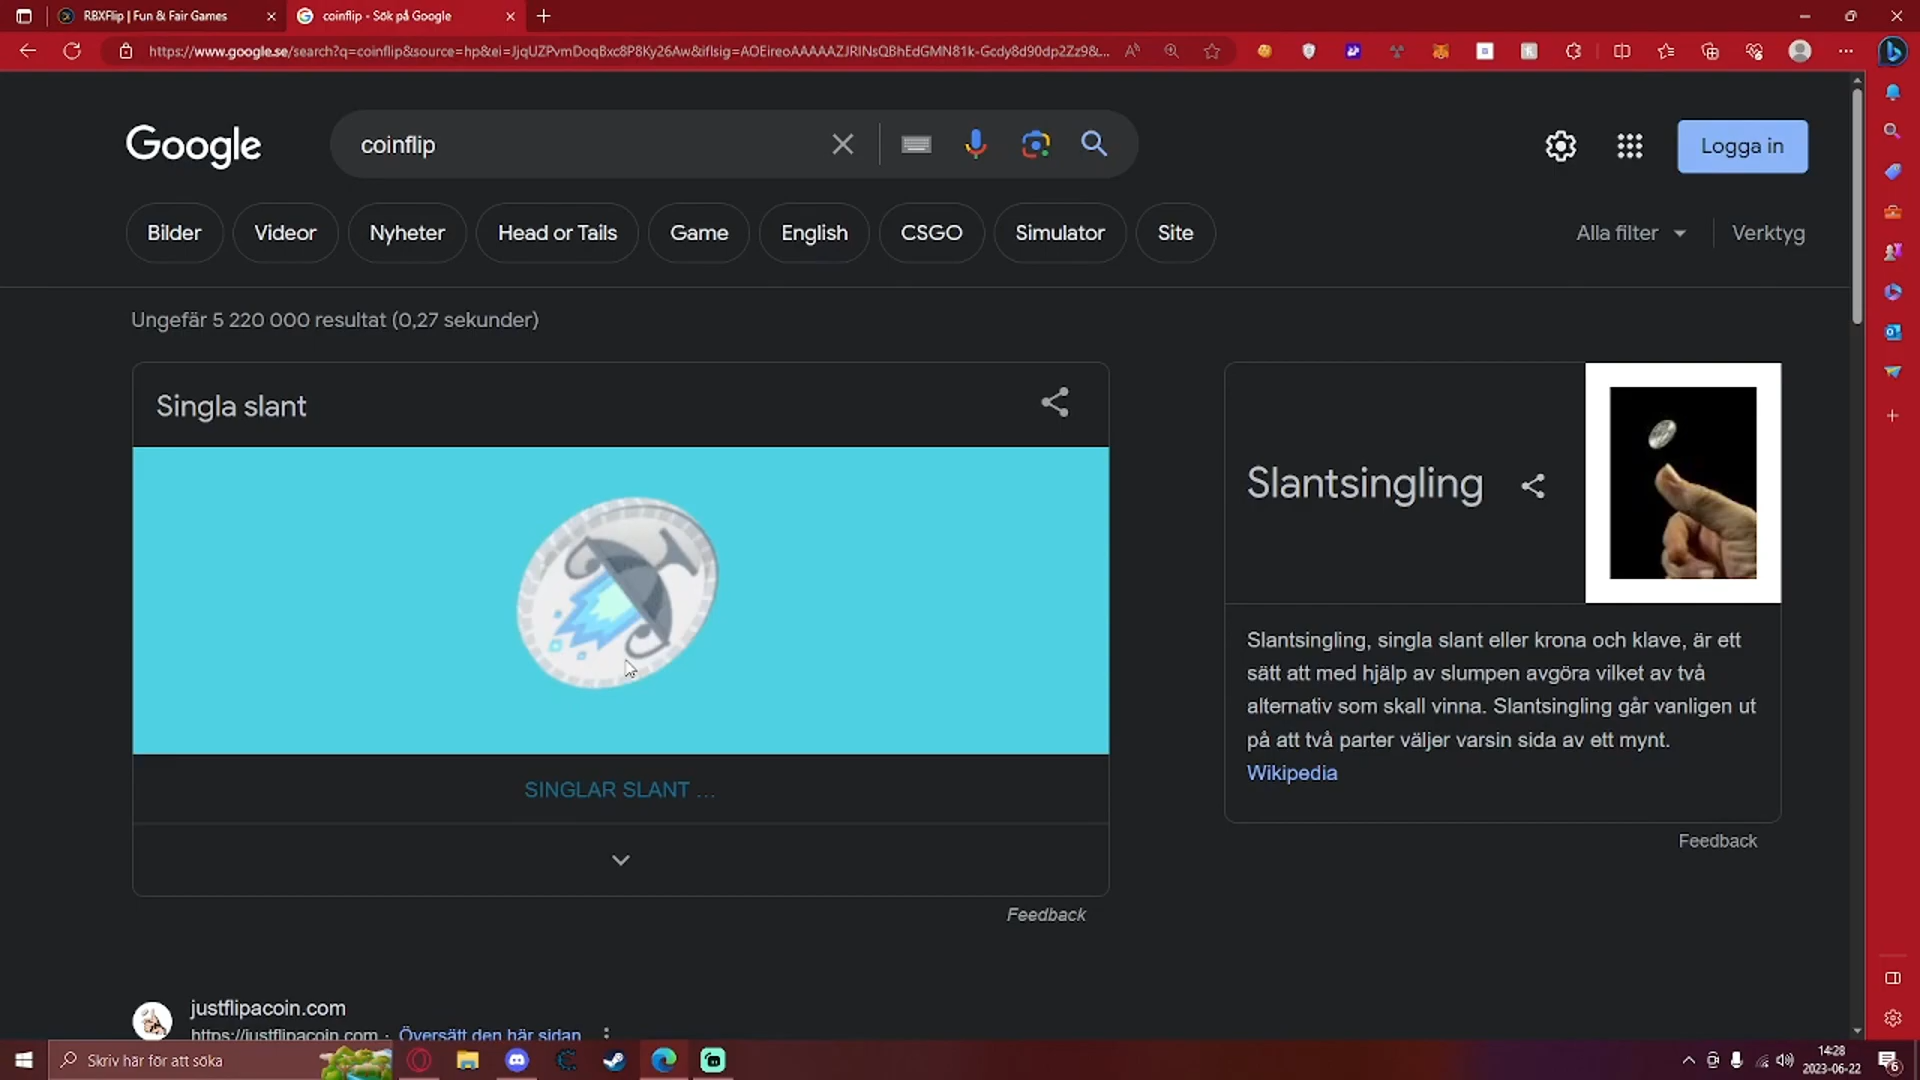 RBXFlip | Fun & Fair Games
coinflip - Sök på Google
https://www.google.se/search?q=coinflip&source=hp&ei=JjqUZPvmDoqBxc8P8Ky26Aw&iflsig=AOEireoAAAAAZJRINsQBhEdGMN81k-Gcdy8d90dp2Zz9&...
Google
coinflip
Logga in
Bilder
Videor
Nyheter
Head or Tails
Game
English
CSGO
Simulator
Site
Alla filter
Verktyg
Ungefär 5 220 000 resultat (0,27 sekunder)
Singla slant
SINGLAR SLANT ...
Feedback
Slantsingling
Slantsingling, singla slant eller krona och klave, är ett
sätt att med hjälp av slumpen avgöra vilket av två
alternativ som skall vinna. Slantsingling går vanligen ut
på att två parter väljer varsin sida av ett mynt.
Wikipedia
Feedback
justflipacoin.com
https://justflipacoin.com · Översätt den här sidan
Skriv här för att söka
14:28
2023-06-22
6